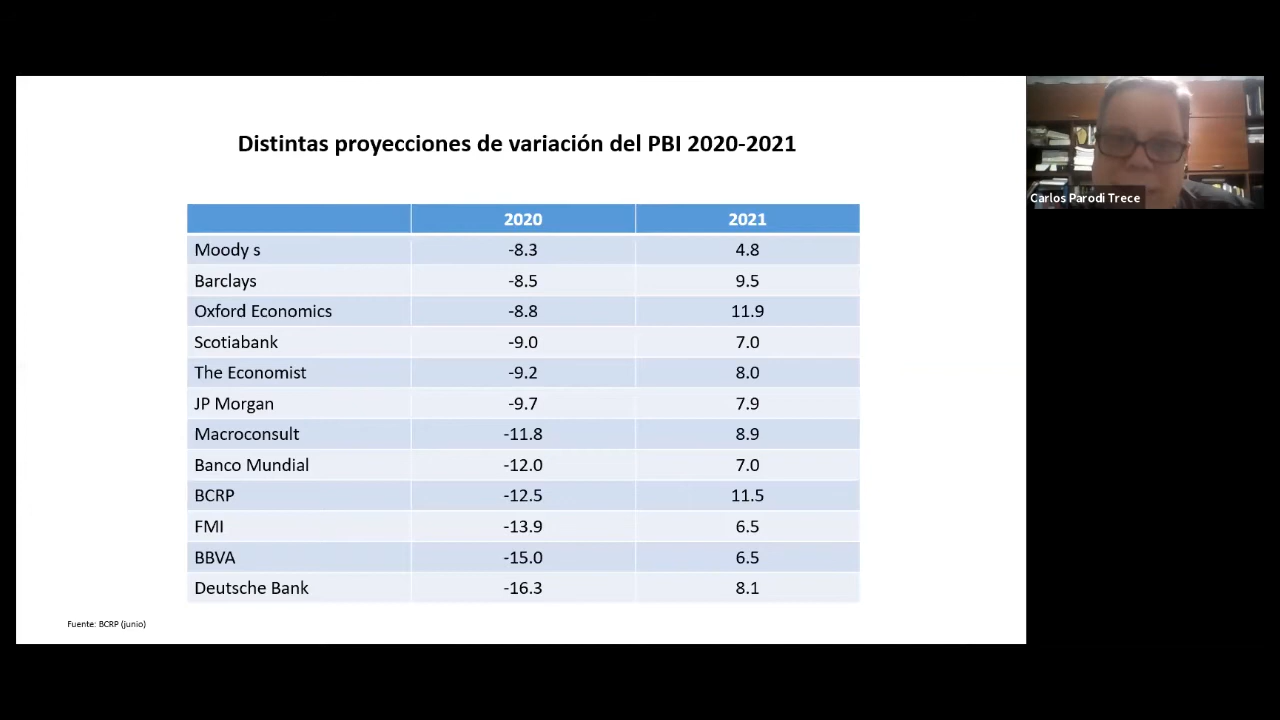 Distintas proyecciones de variación del PBI 2020-2021
2020 2021
Moody s -8.3 4.8
Barclays -8.5 9.5
Oxford Economics -8.8 11.9
Scotiabank -9.0 7.0
The Economist -9.2 8.0
JP Morgan -9.7 7.9
Macroconsult -11.8 8.9
Banco Mundial -12.0 7.0
BCRP -12.5 11.5
FMI -13.9 6.5
BBVA -15.0 6.5
Deutsche Bank -16.3 8.1
Fuente: BCRP (junio)
Carlos Parodi Trece